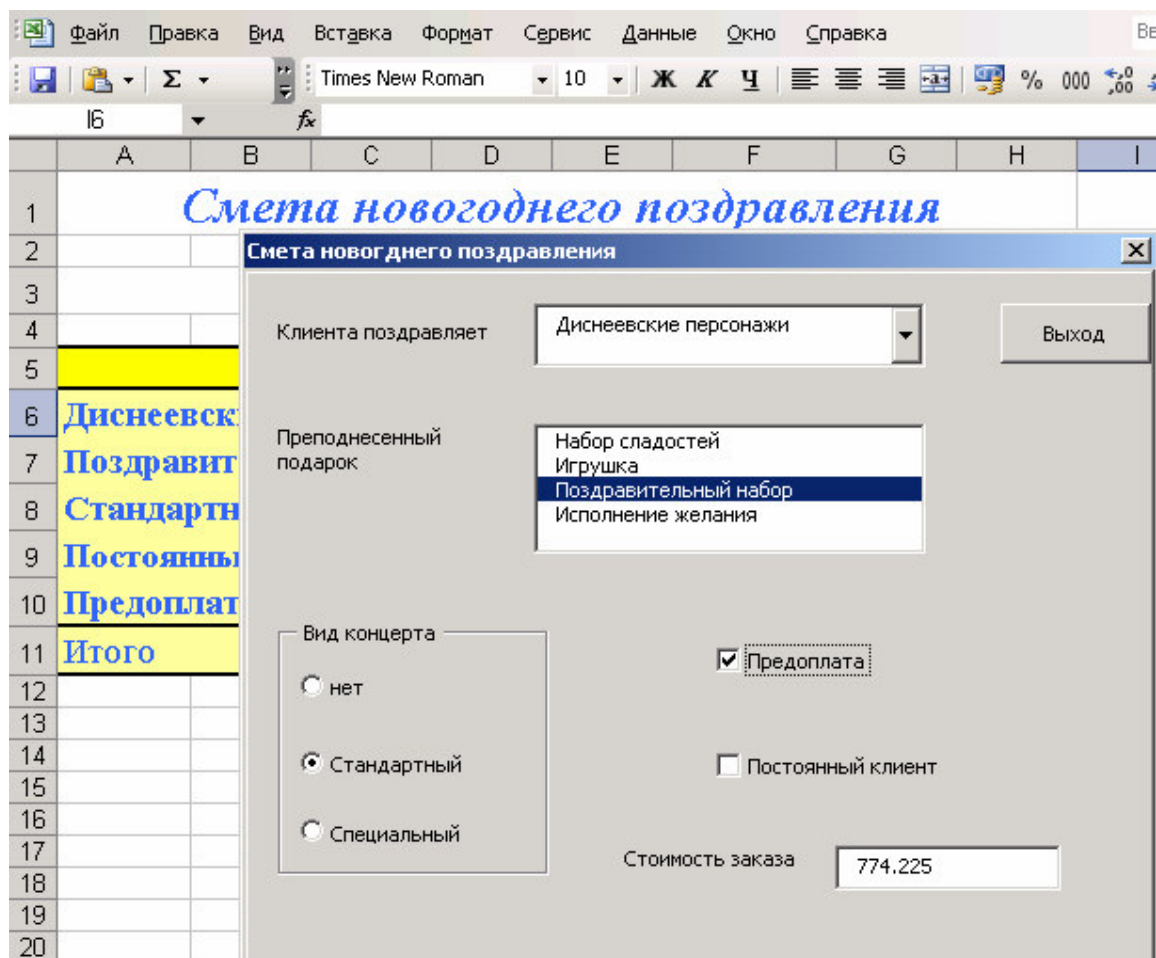 Файл Правка Вид Вставка Формат Сервис Данные Окно Справка
Times New Roman 10 Ж К Ч % 000
I6 fx
A B C D E F G H I
1 Смета новогоднего поздравления
2
Смета новогднего поздравления
3
4
Клиента поздравляет Диснеевские персонажи Выход
5
6 Диснеевск
Преподнесенный
подарок
Набор сладостей
Игрушка
Поздравительный набор
Исполнение желания
7 Поздравит
8 Стандартн
9 Постоянны
10 Предоплат
11 Итого
Вид концерта
нет
Стандартный
Специальный
Предоплата
Постоянный клиент
Стоимость заказа 774.225
12
13
14
15
16
17
18
19
20